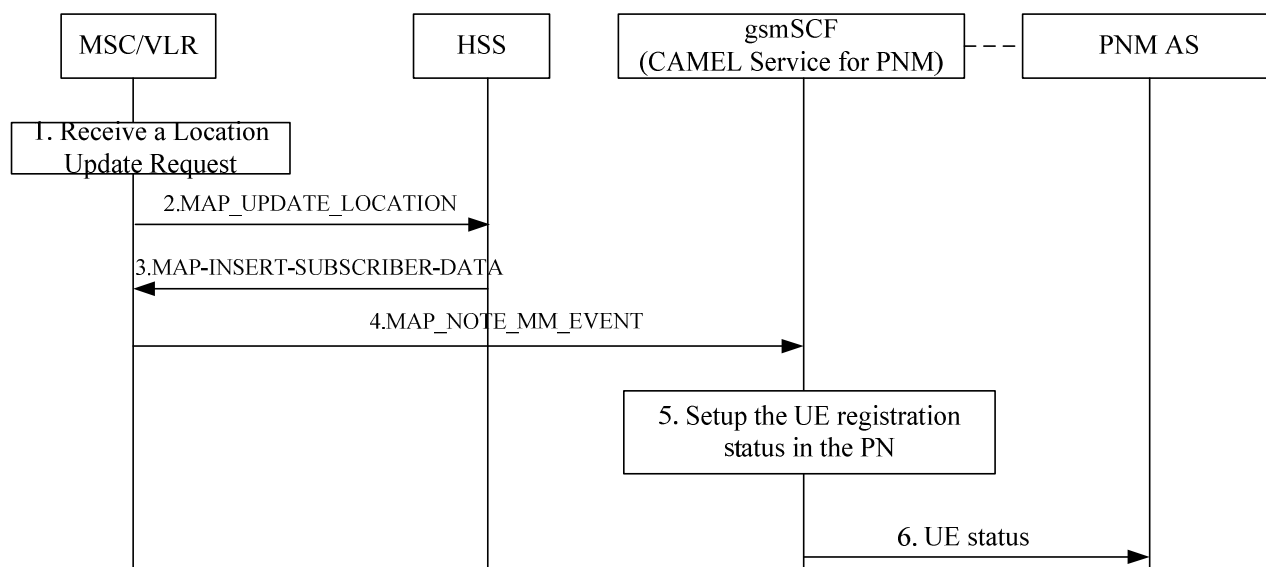 MSC/VLR
HSS
gsmSCF
(CAMEL Service for PNM)
PNM AS
1. Receive a Location
Update Request
2.MAP_UPDATE_LOCATION
3.MAP-INSERT-SUBSCRIBER-DATA
4.MAP_NOTE_MM_EVENT
5. Setup the UE registration
status in the PN
6. UE status